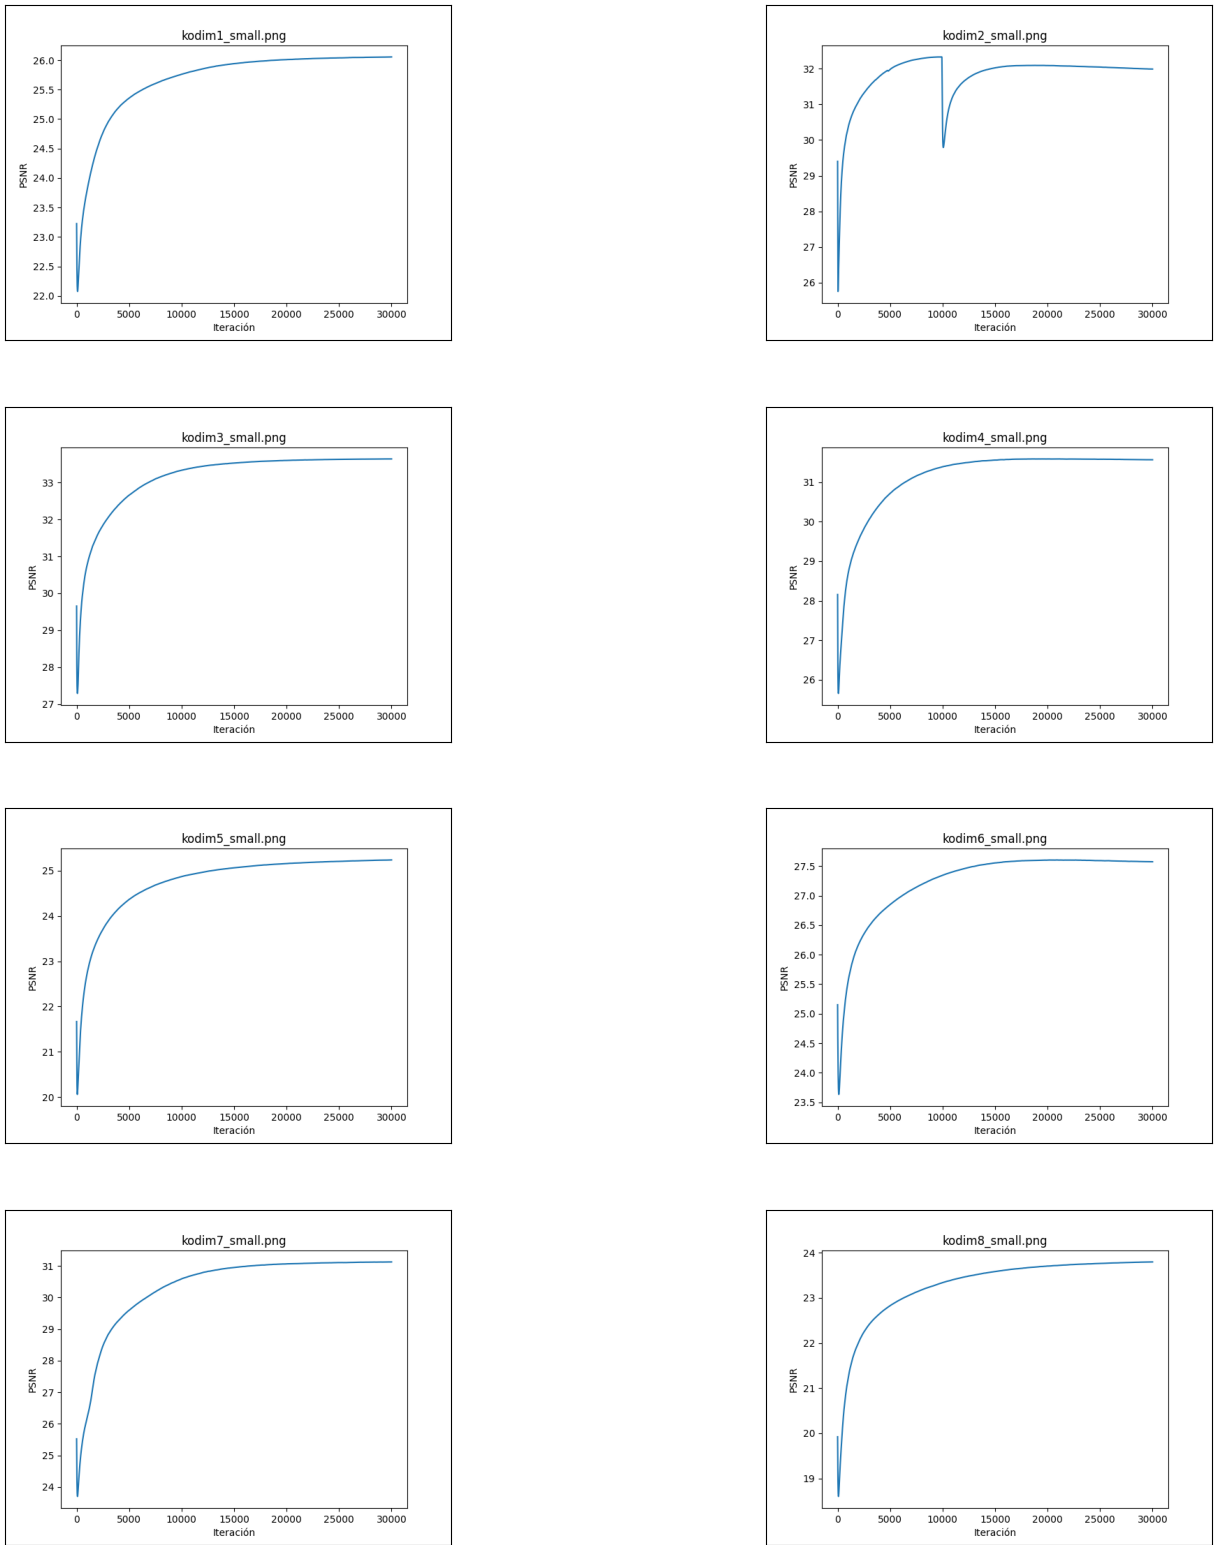 kodim1_small.png
26.0
25.5
25.0
24.5
24.0
23.5
23.0
22.5
22.0
PSNR
0 5000 10000 15000 20000 25000 30000
Iteración
kodim2_small.png
32
31
30
29
28
27
26
PSNR
0 5000 10000 15000 20000 25000 30000
Iteración
kodim3_small.png
33
32
31
30
29
28
27
PSNR
0 5000 10000 15000 20000 25000 30000
Iteración
kodim4_small.png
31
30
29
28
27
26
PSNR
0 5000 10000 15000 20000 25000 30000
Iteración
kodim5_small.png
25
24
23
22
21
20
PSNR
0 5000 10000 15000 20000 25000 30000
Iteración
kodim6_small.png
27.5
27.0
26.5
26.0
25.5
25.0
24.5
24.0
23.5
PSNR
0 5000 10000 15000 20000 25000 30000
Iteración
kodim7_small.png
31
30
29
28
27
26
25
24
PSNR
0 5000 10000 15000 20000 25000 30000
Iteración
kodim8_small.png
24
23
22
21
20
19
PSNR
0 5000 10000 15000 20000 25000 30000
Iteración